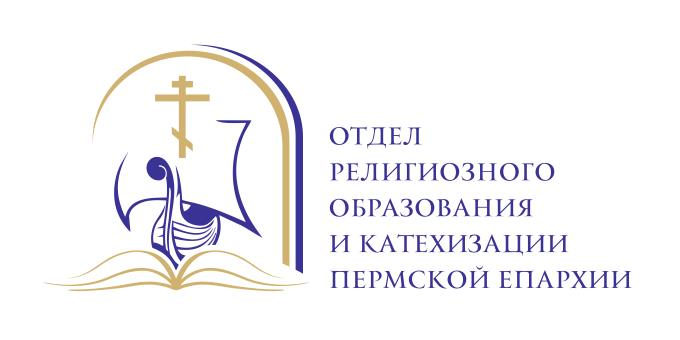 ОТДЕЛ
РЕЛИГИОЗНОГО
ОБРАЗОВАНИЯ
И КАТЕХИЗАЦИИ
ПЕРМСКОЙ ЕПАРХИИ